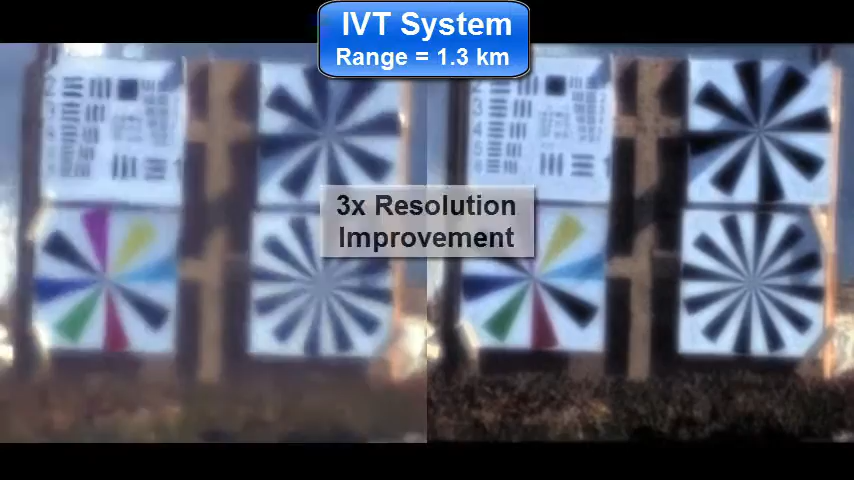 IVT System
Range = 1.3 km
3x Resolution
Improvement